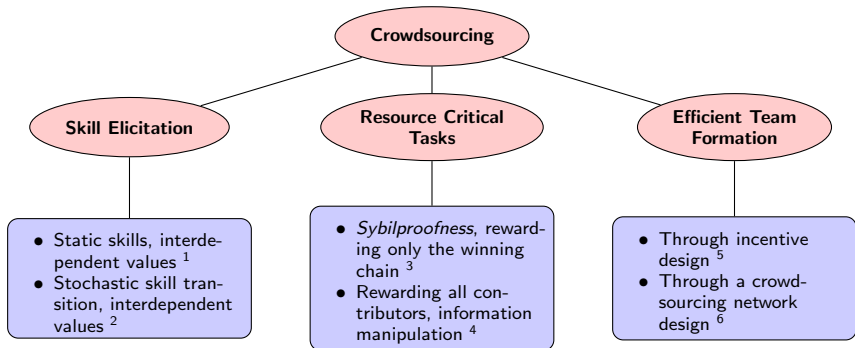 Crowdsourcing
Skill Elicitation
Resource Critical
Tasks
Efficient Team
Formation
• Static skills, interde-
pendent values 1
• Stochastic skill tran-
sition, interdependent
values 2
• Sybilproofness, reward-
ing only the winning
chain 3
• Rewarding all con-
tributors, information
manipulation 4
• Through incentive
design 5
• Through a crowd-
sourcing network
design 6